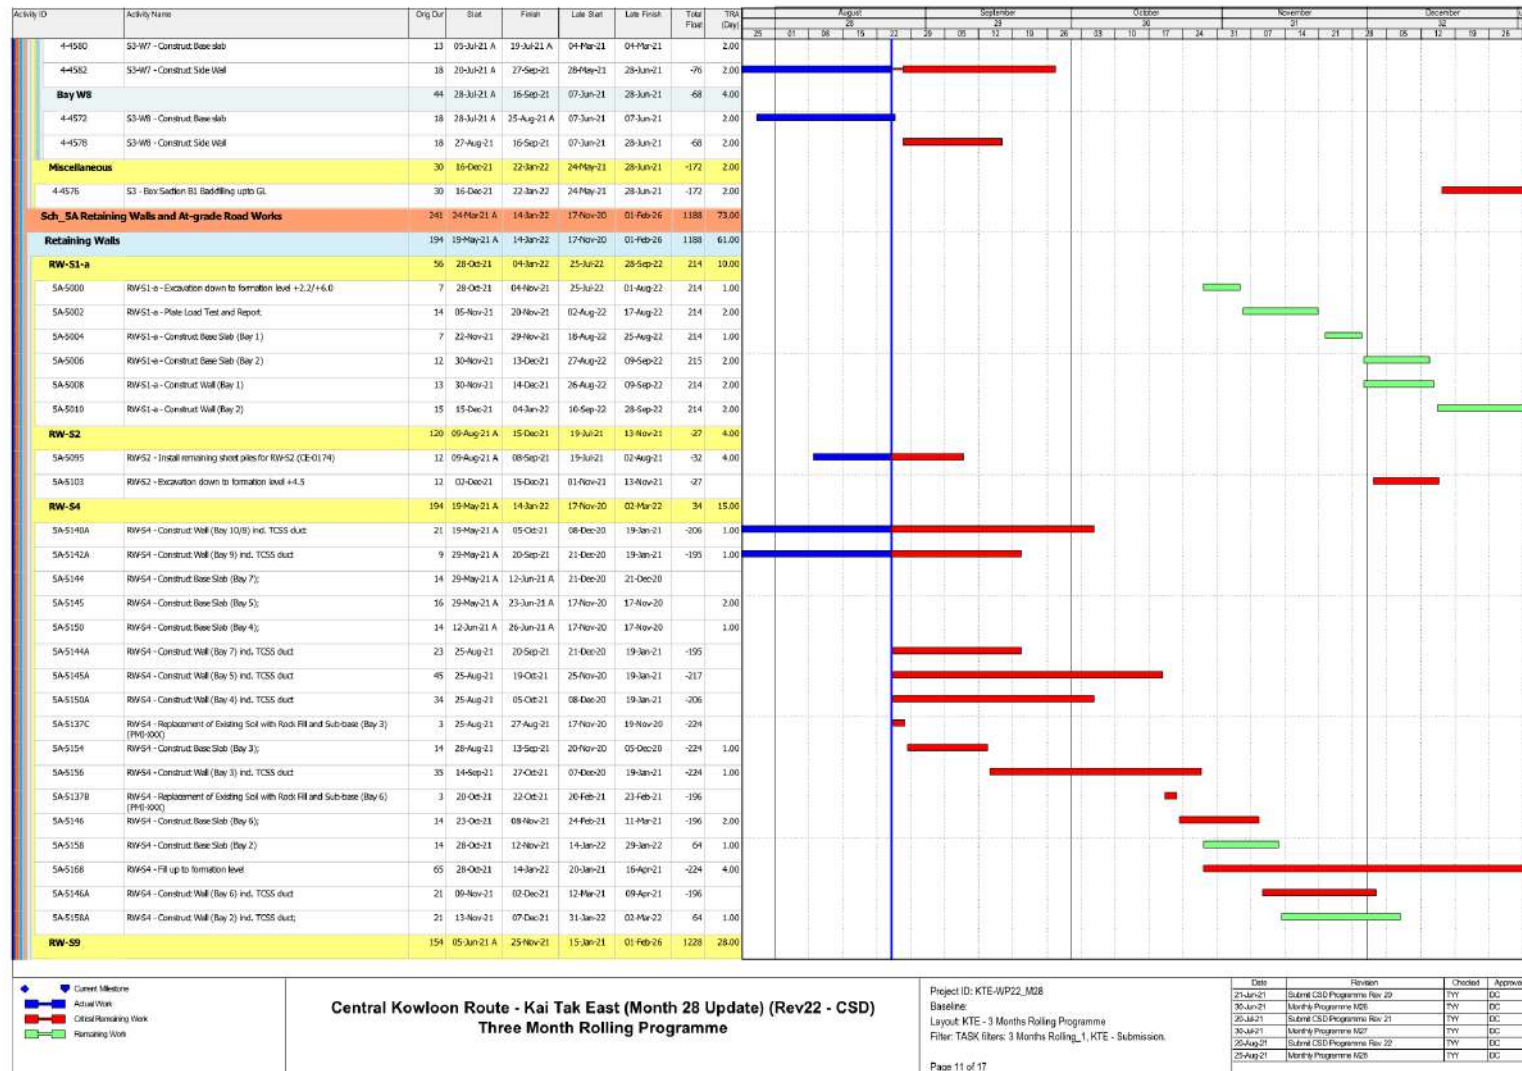 Activity ID Activity Name Orig Dur Start Finish Late Start Late Finish Total Float TRA (Day)
August September October November December
28 29 30 31 32
25 01 08 15 22 29 05 12 19 26 03 10 17 24 31 07 14 21 28 05 12 19 26
4-4580 S3-W7 - Construct Base slab 13 05-Jul-21 A 19-Jul-21 A 04-Mar-21 04-Mar-21 2.00
4-4582 S3-W7 - Construct Side Wall 18 20-Jul-21 A 27-Sep-21 28-May-21 28-Jun-21 -76 2.00
Bay W8 44 28-Jul-21 A 16-Sep-21 07-Jun-21 28-Jun-21 -68 4.00
4-4572 S3-W8 - Construct Base slab 18 28-Jul-21 A 25-Aug-21 A 07-Jun-21 07-Jun-21 2.00
4-4578 S3-W8 - Construct Side Wall 18 27-Aug-21 16-Sep-21 07-Jun-21 28-Jun-21 -68 2.00
Miscellaneous 30 16-Dec-21 22-Jan-22 24-May-21 28-Jun-21 -172 2.00
4-4576 S3 - Box Section B1 Backfilling upto GL 30 16-Dec-21 22-Jan-22 24-May-21 28-Jun-21 -172 2.00
Sch_5A Retaining Walls and At-grade Road Works 241 24-Mar-21 A 14-Jan-22 17-Nov-20 01-Feb-26 1188 73.00
Retaining Walls 194 19-May-21 A 14-Jan-22 17-Nov-20 01-Feb-26 1188 61.00
RW-S1-a 56 28-Oct-21 04-Jan-22 25-Jul-22 28-Sep-22 214 10.00
5A-5000 RW-S1-a - Excavation down to formation level +2.2/+6.0 7 28-Oct-21 04-Nov-21 25-Jul-22 01-Aug-22 214 1.00
5A-5002 RW-S1-a - Plate Load Test and Report 14 05-Nov-21 20-Nov-21 02-Aug-22 17-Aug-22 214 2.00
5A-5004 RW-S1-a - Construct Base Slab (Bay 1) 7 22-Nov-21 29-Nov-21 18-Aug-22 25-Aug-22 214 1.00
5A-5006 RW-S1-a - Construct Base Slab (Bay 2) 12 30-Nov-21 13-Dec-21 27-Aug-22 09-Sep-22 215 2.00
5A-5008 RW-S1-a - Construct Wall (Bay 1) 13 30-Nov-21 14-Dec-21 26-Aug-22 09-Sep-22 214 2.00
5A-5010 RW-S1-a - Construct Wall (Bay 2) 15 15-Dec-21 04-Jan-22 10-Sep-22 28-Sep-22 214 2.00
RW-S2 120 09-Aug-21 A 15-Dec-21 19-Jul-21 13-Nov-21 -27 4.00
5A-5095 RW-S2 - Install remaining sheet piles for RW-S2 (CE-0174) 12 09-Aug-21 A 08-Sep-21 19-Jul-21 02-Aug-21 -32 4.00
5A-5103 RW-S2 - Excavation down to formation level +4.5 12 02-Dec-21 15-Dec-21 01-Nov-21 13-Nov-21 -27
RW-S4 194 19-May-21 A 14-Jan-22 17-Nov-20 02-Mar-22 34 15.00
5A-5140A RW-S4 - Construct Wall (Bay 10/8) ind. TCSS duct 21 19-May-21 A 05-Oct-21 08-Dec-20 19-Jan-21 -206 1.00
5A-5142A RW-S4 - Construct Wall (Bay 9) ind. TCSS duct 9 29-May-21 A 20-Sep-21 21-Dec-20 19-Jan-21 -195 1.00
5A-5144 RW-S4 - Construct Base Slab (Bay 7); 14 29-May-21 A 12-Jun-21 A 21-Dec-20 21-Dec-20
5A-5145 RW-S4 - Construct Base Slab (Bay 5); 16 29-May-21 A 23-Jun-21 A 17-Nov-20 17-Nov-20 2.00
5A-5150 RW-S4 - Construct Base Slab (Bay 4); 14 12-Jun-21 A 26-Jun-21 A 17-Nov-20 17-Nov-20 1.00
5A-5144A RW-S4 - Construct Wall (Bay 7) ind. TCSS duct 23 25-Aug-21 20-Sep-21 21-Dec-20 19-Jan-21 -195
5A-5145A RW-S4 - Construct Wall (Bay 5) ind. TCSS duct 45 25-Aug-21 19-Oct-21 25-Nov-20 19-Jan-21 -217
5A-5150A RW-S4 - Construct Wall (Bay 4) ind. TCSS duct 34 25-Aug-21 05-Oct-21 08-Dec-20 19-Jan-21 -206
5A-5137C RW-S4 - Replacement of Existing Soil with Rock Fill and Sub-base (Bay 3) 3 25-Aug-21 27-Aug-21 17-Nov-20 19-Nov-20 -224
(PMI-XXX)
5A-5154 RW-S4 - Construct Base Slab (Bay 3); 14 28-Aug-21 13-Sep-21 20-Nov-20 05-Dec-20 -224 1.00
5A-5156 RW-S4 - Construct Wall (Bay 3) ind. TCSS duct 35 14-Sep-21 27-Oct-21 07-Dec-20 19-Jan-21 -224 1.00
5A-5137B RW-S4 - Replacement of Existing Soil with Rock Fill and Sub-base (Bay 6) 3 20-Oct-21 22-Oct-21 20-Feb-21 23-Feb-21 -196
(PMI-XXX)
5A-5146 RW-S4 - Construct Base Slab (Bay 6); 14 23-Oct-21 08-Nov-21 24-Feb-21 11-Mar-21 -196 2.00
5A-5158 RW-S4 - Construct Base Slab (Bay 2) 14 28-Oct-21 12-Nov-21 14-Jan-22 29-Jan-22 64 1.00
5A-5168 RW-S4 - Fill up to formation level 65 28-Oct-21 14-Jan-22 20-Jan-21 16-Apr-21 -224 4.00
5A-5146A RW-S4 - Construct Wall (Bay 6) ind. TCSS duct 21 09-Nov-21 02-Dec-21 12-Mar-21 09-Apr-21 -196
5A-5158A RW-S4 - Construct Wall (Bay 2) ind. TCSS duct; 21 13-Nov-21 07-Dec-21 31-Jan-22 02-Mar-22 64 1.00
RW-S9 154 05-Jun-21 A 25-Nov-21 15-Jan-21 01-Feb-26 1228 28.00
Current Milestone
Actual Work
Critical Remaining Work
Remaining Work
Central Kowloon Route - Kai Tak East (Month 28 Update) (Rev22 - CSD)
Three Month Rolling Programme
Project ID: KTE-WP22_M28
Baseline:
Layout: KTE - 3 Months Rolling Programme
Filter: TASK filters: 3 Months Rolling_1, KTE - Submission.
Page 11 of 17
Date Revision Checked Approve
21-Jun-21 Submit CSD Programme Rev 20 TYY DC
30-Jun-21 Monthly Programme M26 TYY DC
20-Jul-21 Submit CSD Programme Rev 21 TYY DC
30-Jul-21 Monthly Programme M27 TYY DC
20-Aug-21 Submit CSD Programme Rev 22 TYY DC
25-Aug-21 Monthly Programme M28 TYY DC